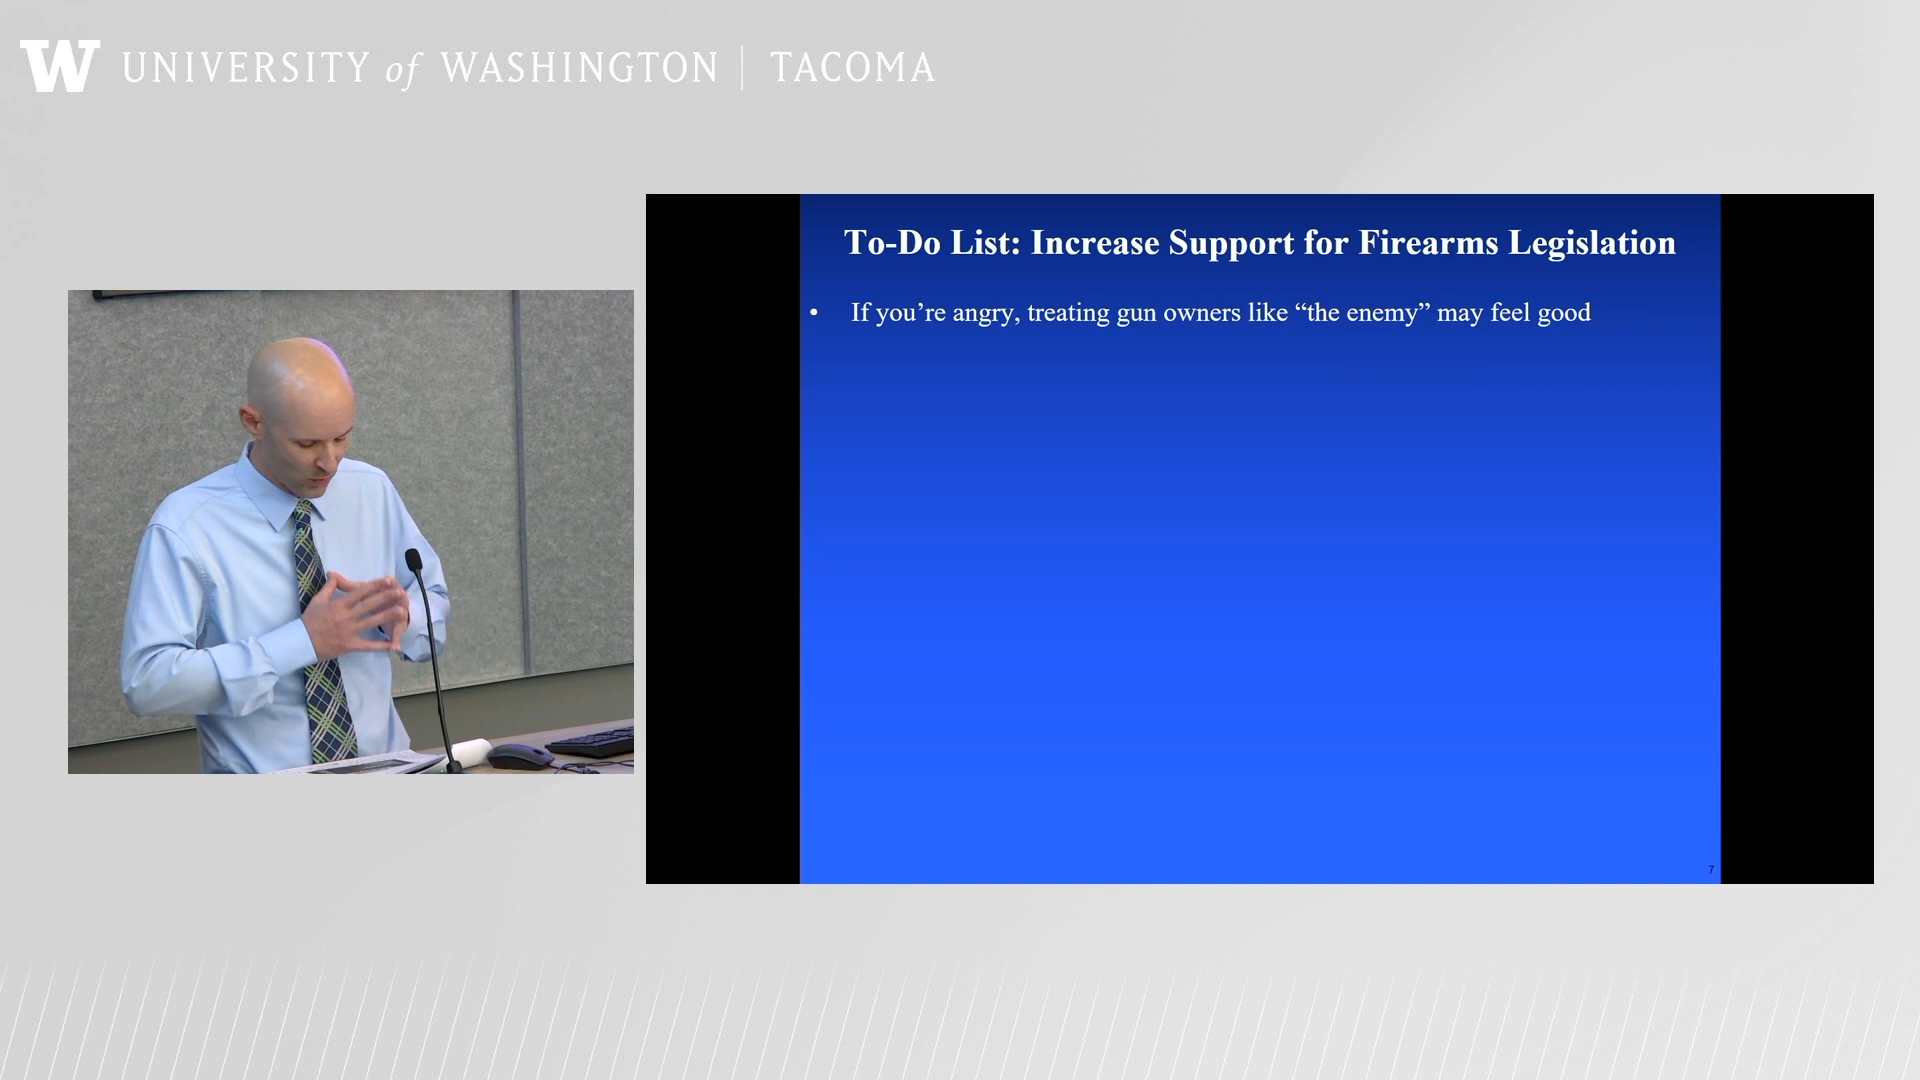 W UNIVERSITY of WASHINGTON | TACOMA
To-Do List: Increase Support for Firearms Legislation
• If you’re angry, treating gun owners like “the enemy” may feel good
7